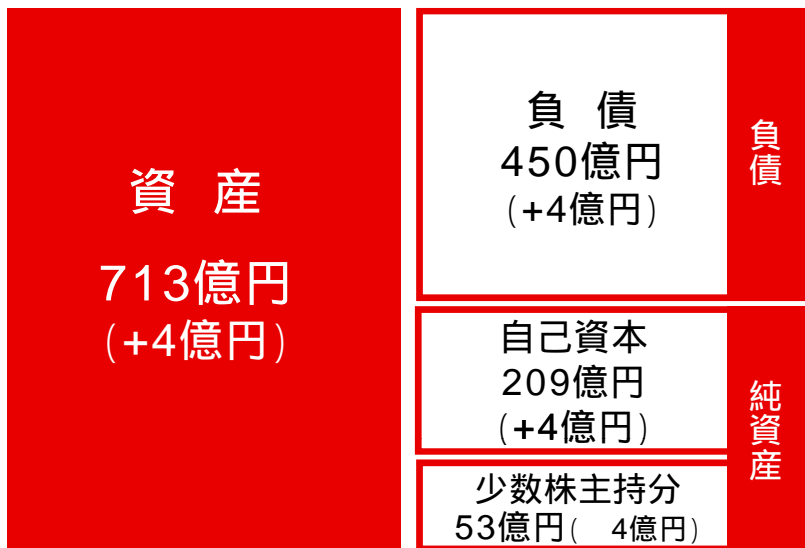 資 産
713億円
(+4億円)
負 債
450億円
(+4億円)
負債
自己資本
209億円
(+4億円)
少数株主持分
53億円( 4億円)
純資産